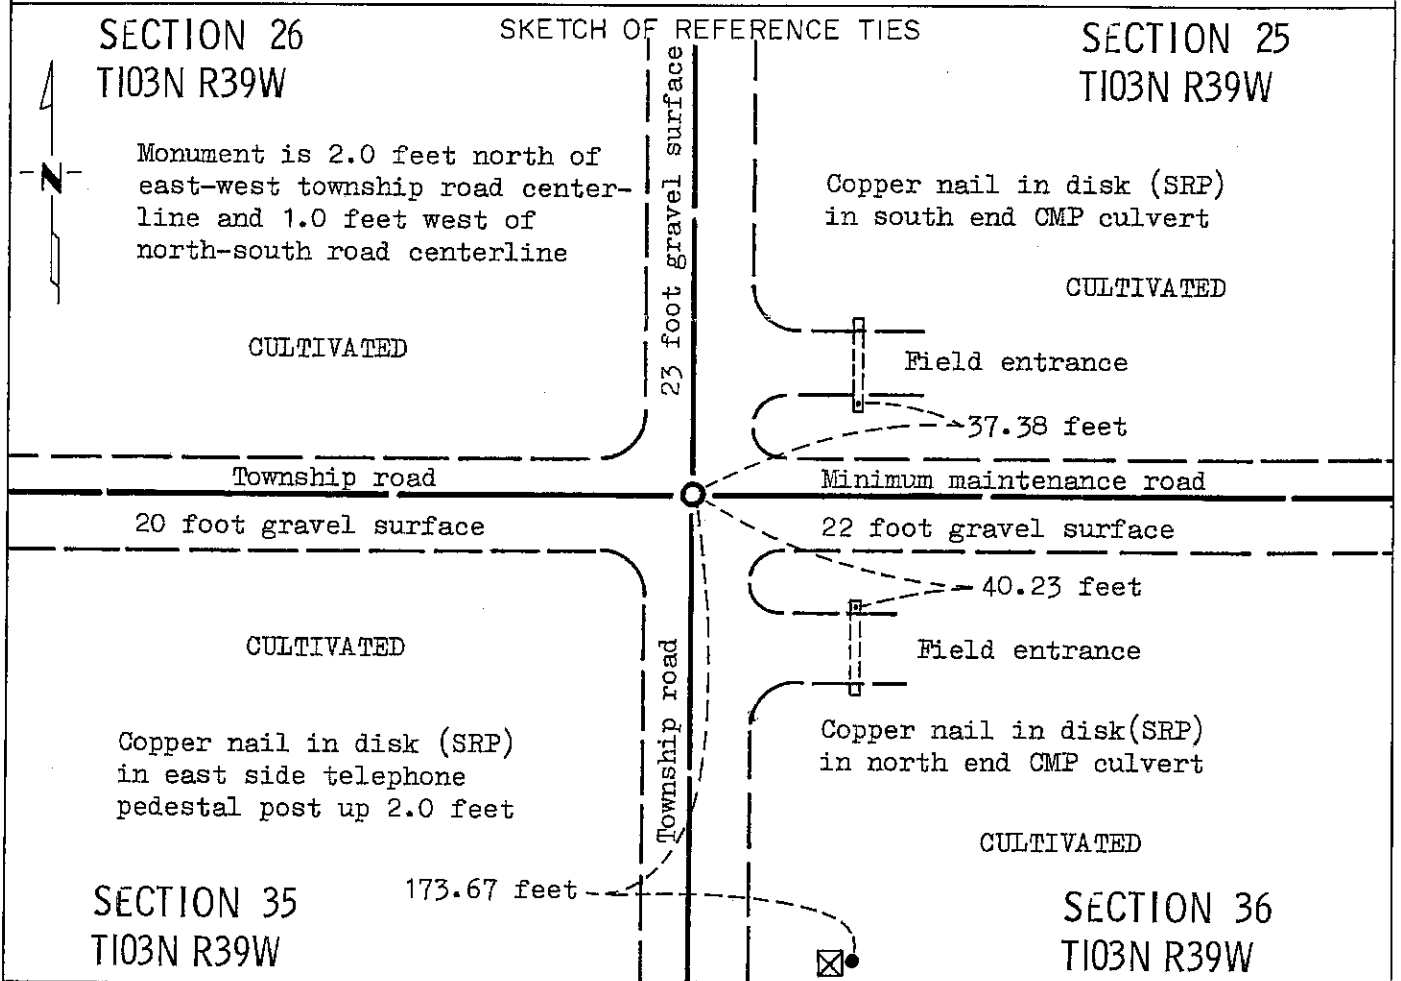 SKETCH OF REFERENCE TIES
SECTION 26
T103N R39W
SECTION 25
T103N R39W
N
Monument is 2.0 feet north of
east-west township road center-
line and 1.0 feet west of
north-south road centerline
23 foot gravel surface
Copper nail in disk (SRP)
in south end CMP culvert
CULTIVATED
CULTIVATED
Field entrance
37.38 feet
Township road
Minimum maintenance road
20 foot gravel surface
22 foot gravel surface
40.23 feet
CULTIVATED
Township road
Field entrance
Copper nail in disk (SRP)
in east side telephone
pedestal post up 2.0 feet
Copper nail in disk(SRP)
in north end CMP culvert
CULTIVATED
173.67 feet
SECTION 35
T103N R39W
SECTION 36
T103N R39W